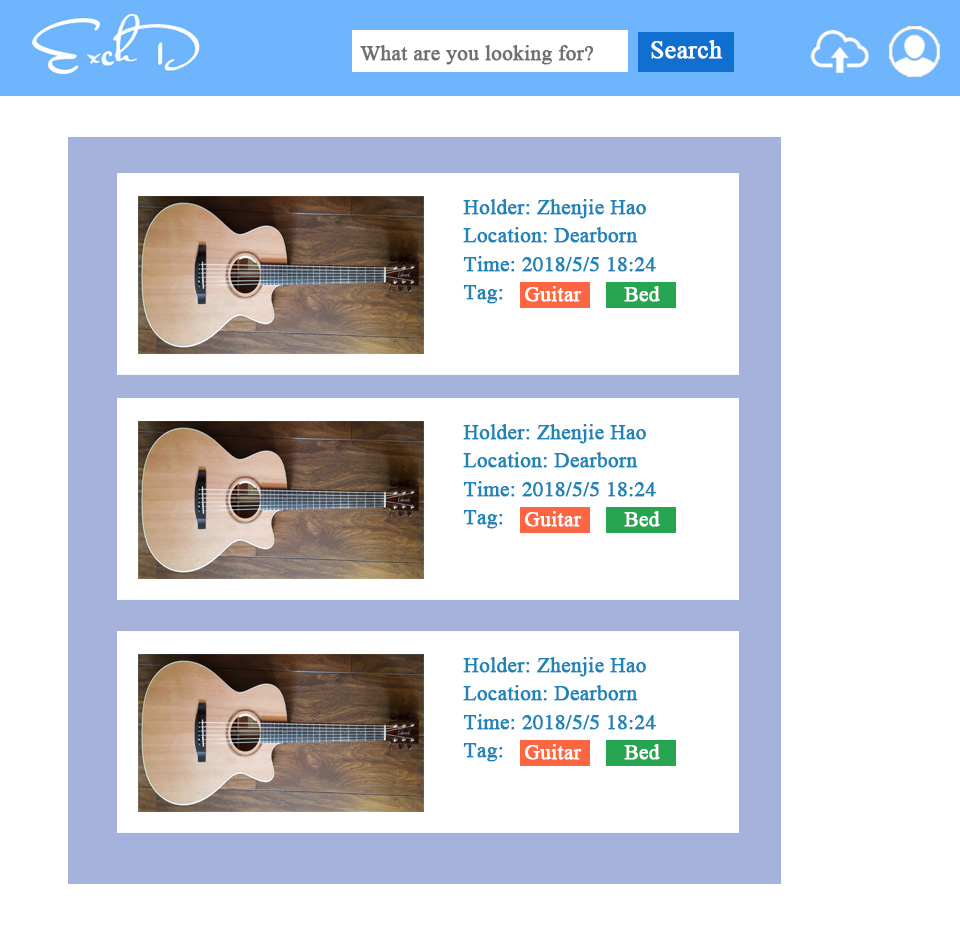 Exch D
What are you looking for?
Search
Holder: Zhenjie Hao
Location: Dearborn
Time: 2018/5/5 18:24
Tag: Guitar Bed
Holder: Zhenjie Hao
Location: Dearborn
Time: 2018/5/5 18:24
Tag: Guitar Bed
Holder: Zhenjie Hao
Location: Dearborn
Time: 2018/5/5 18:24
Tag: Guitar Bed